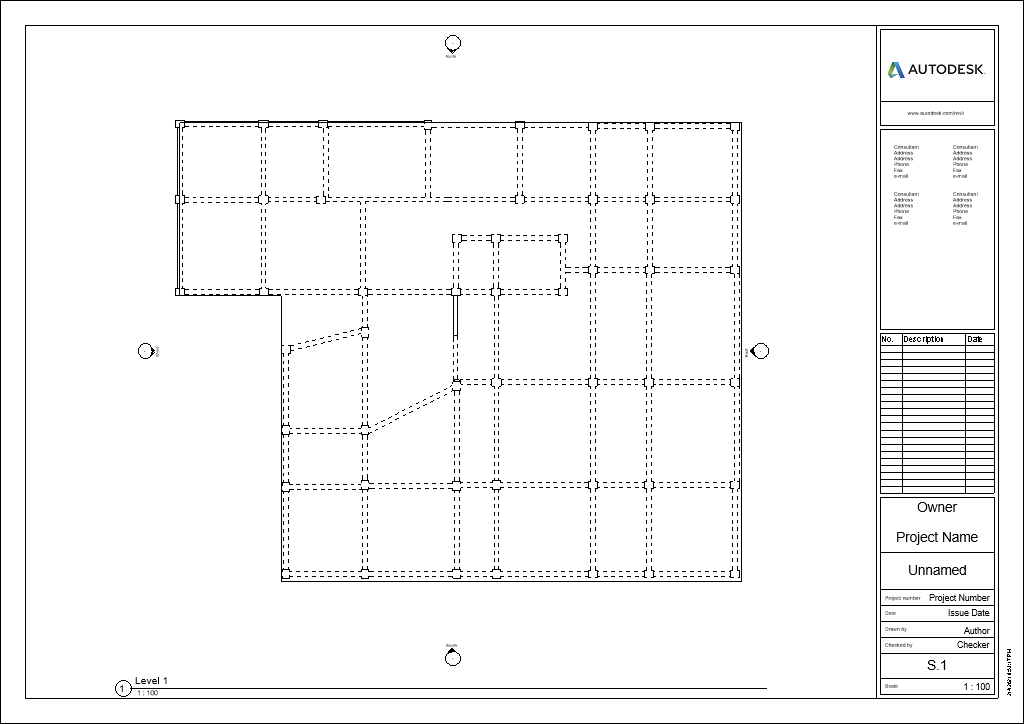 North
AUTODESK.
www.autodesk.com/revit
Consultant
Address
Address
Phone
Fax
e-mail
Consultant
Address
Address
Phone
Fax
e-mail
Consultant
Address
Address
Phone
Fax
e-mail
Consultant
Address
Address
Phone
Fax
e-mail
No. Description Date
West
East
South
Owner
Project Name
Unnamed
Project number Project Number
Date Issue Date
Drawn by Author
Checked by Checker
S.1
Scale 1 : 100
1 Level 1
1 : 100